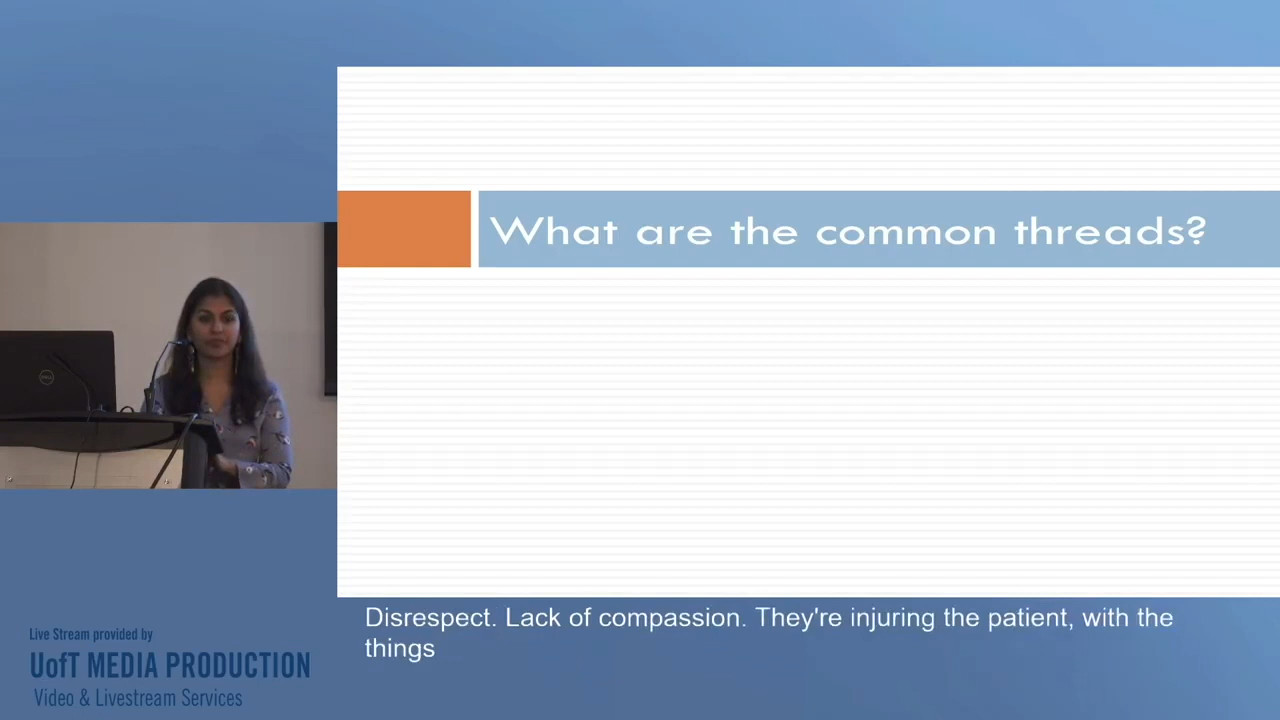 What are the common threads?
Disrespect. Lack of compassion. They're injuring the patient, with the
things
Live Stream provided by
UofT MEDIA PRODUCTION
Video & Livestream Services
DELL